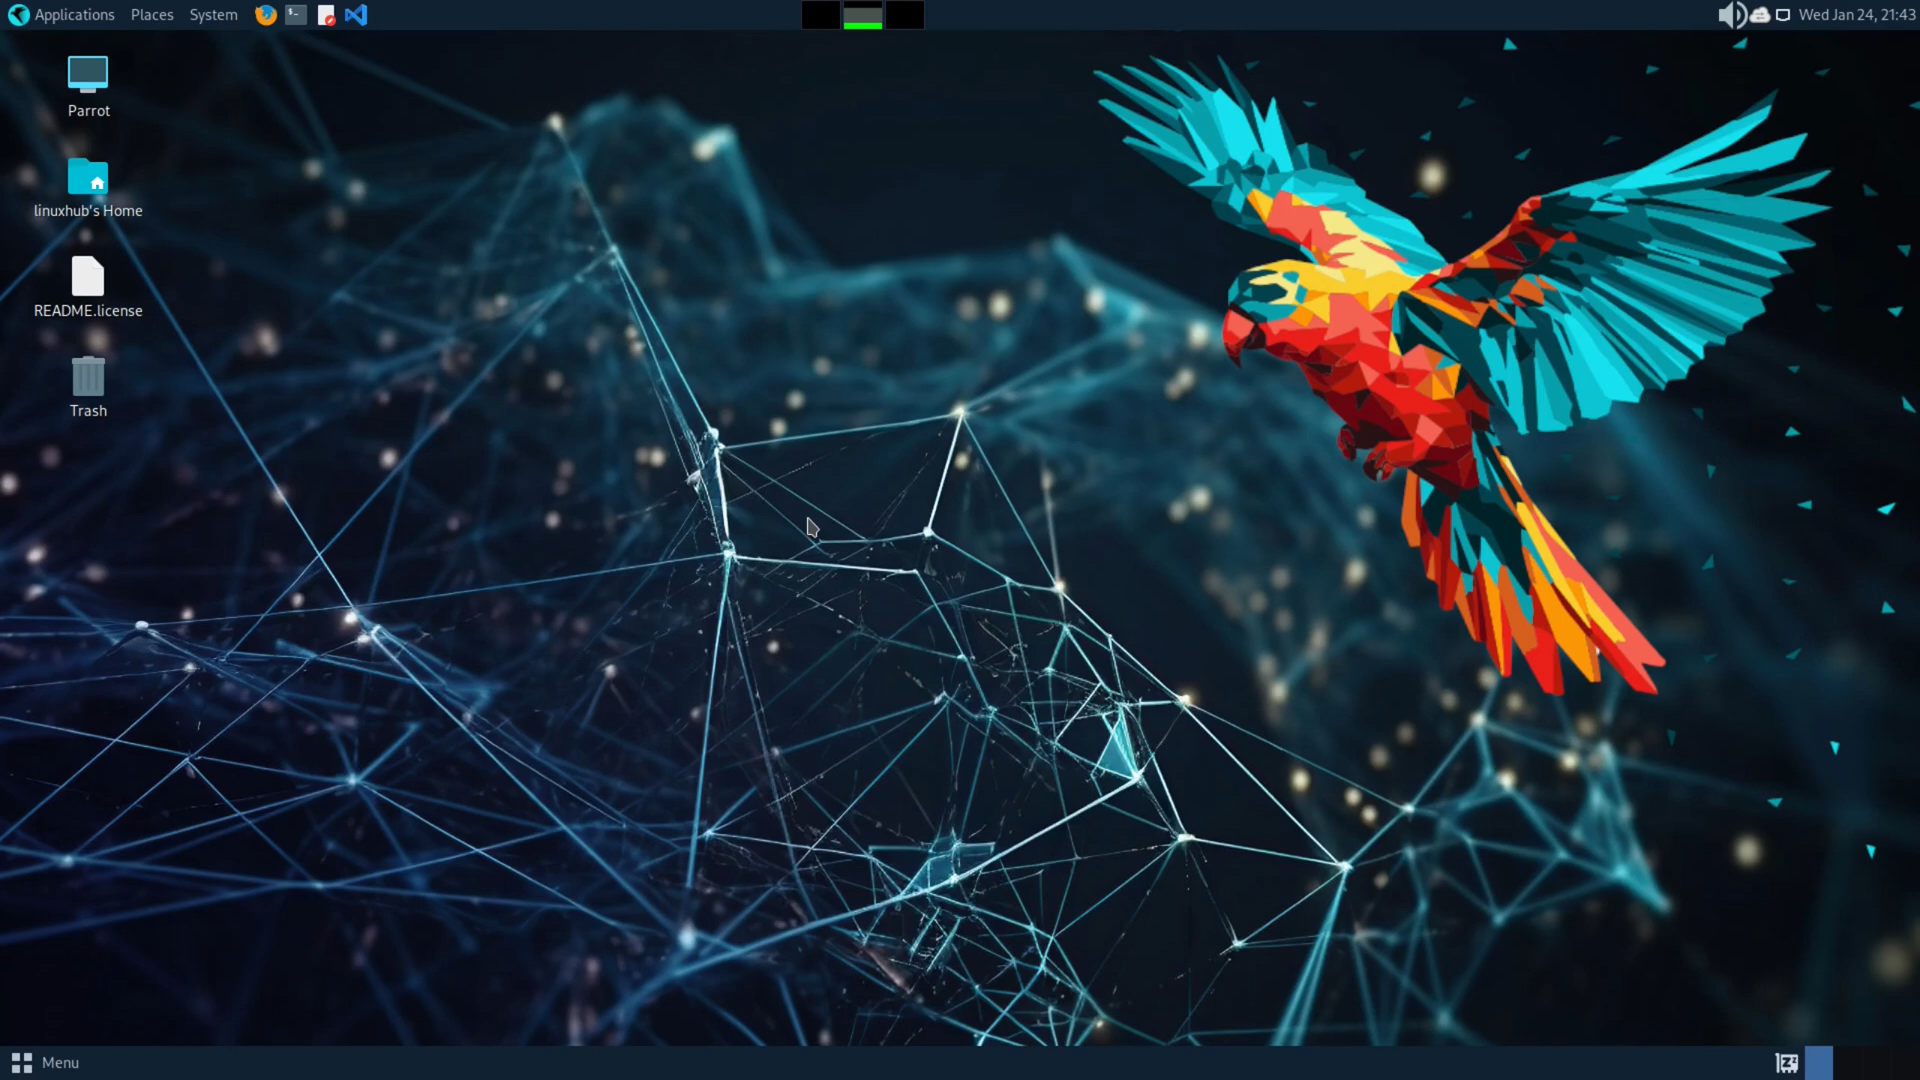 Applications Places System
Wed Jan 24, 21:43
Parrot
linuxhub's Home
README.license
Trash
Menu